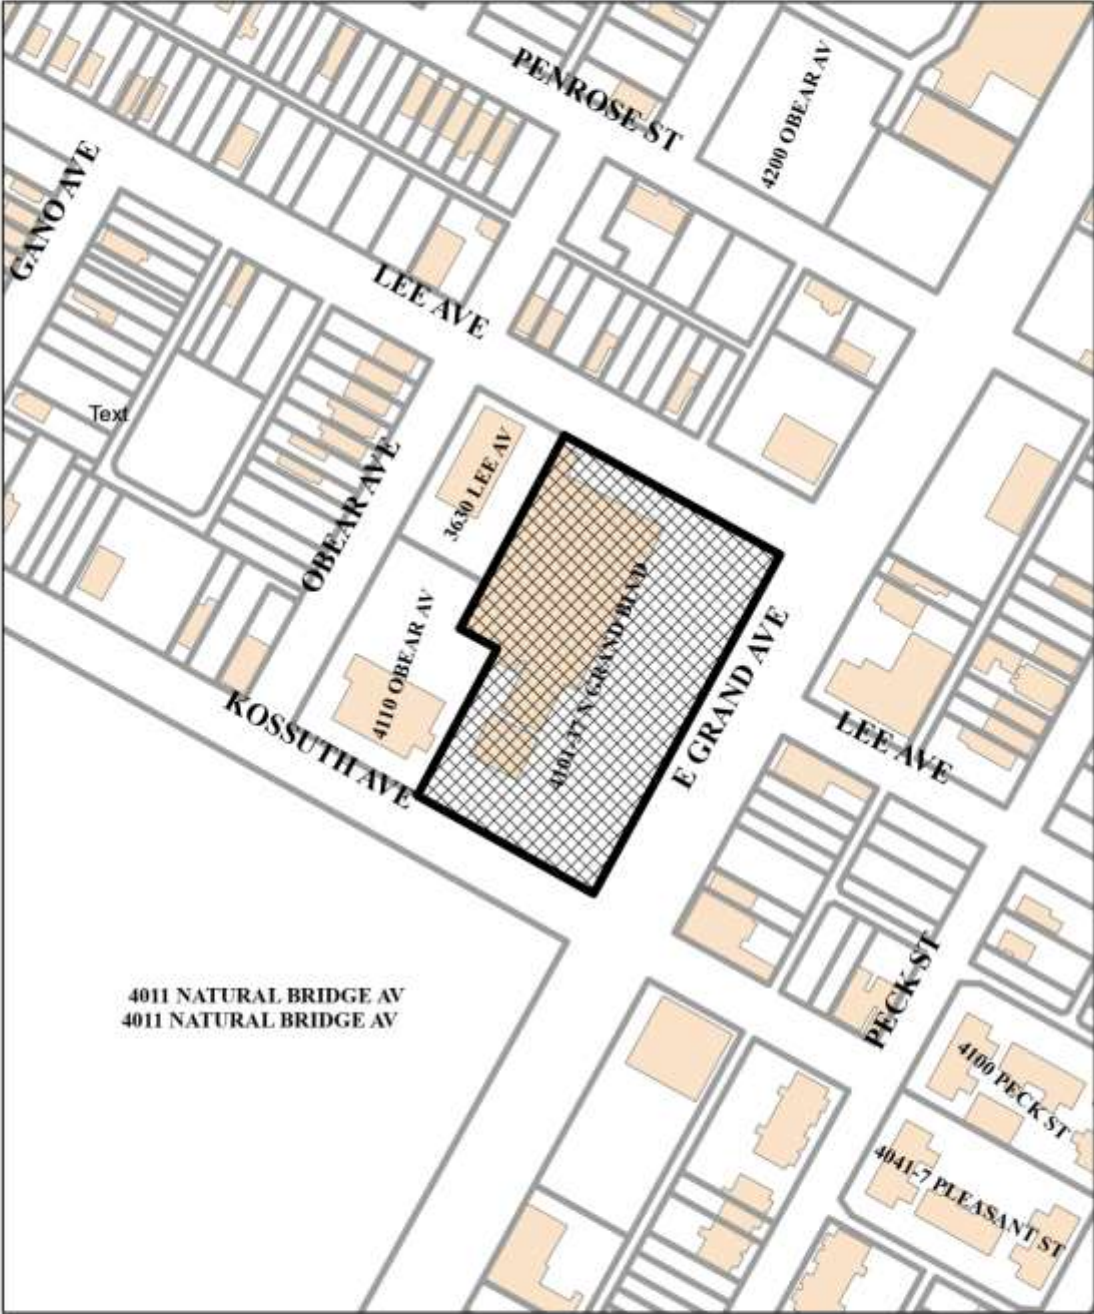 PENROSE ST
4200 OBEAR AV
GANO AVE
LEE AVE
Text
3630 LEE AV
OBEAR AVE
4110 OBEAR AV
4101-37 N GRAND BLVD
E GRAND AVE
KOSSUTH AVE
LEE AVE
PECK ST
4011 NATURAL BRIDGE AV
4011 NATURAL BRIDGE AV
4100 PECK ST
4041-7 PLEASANT ST